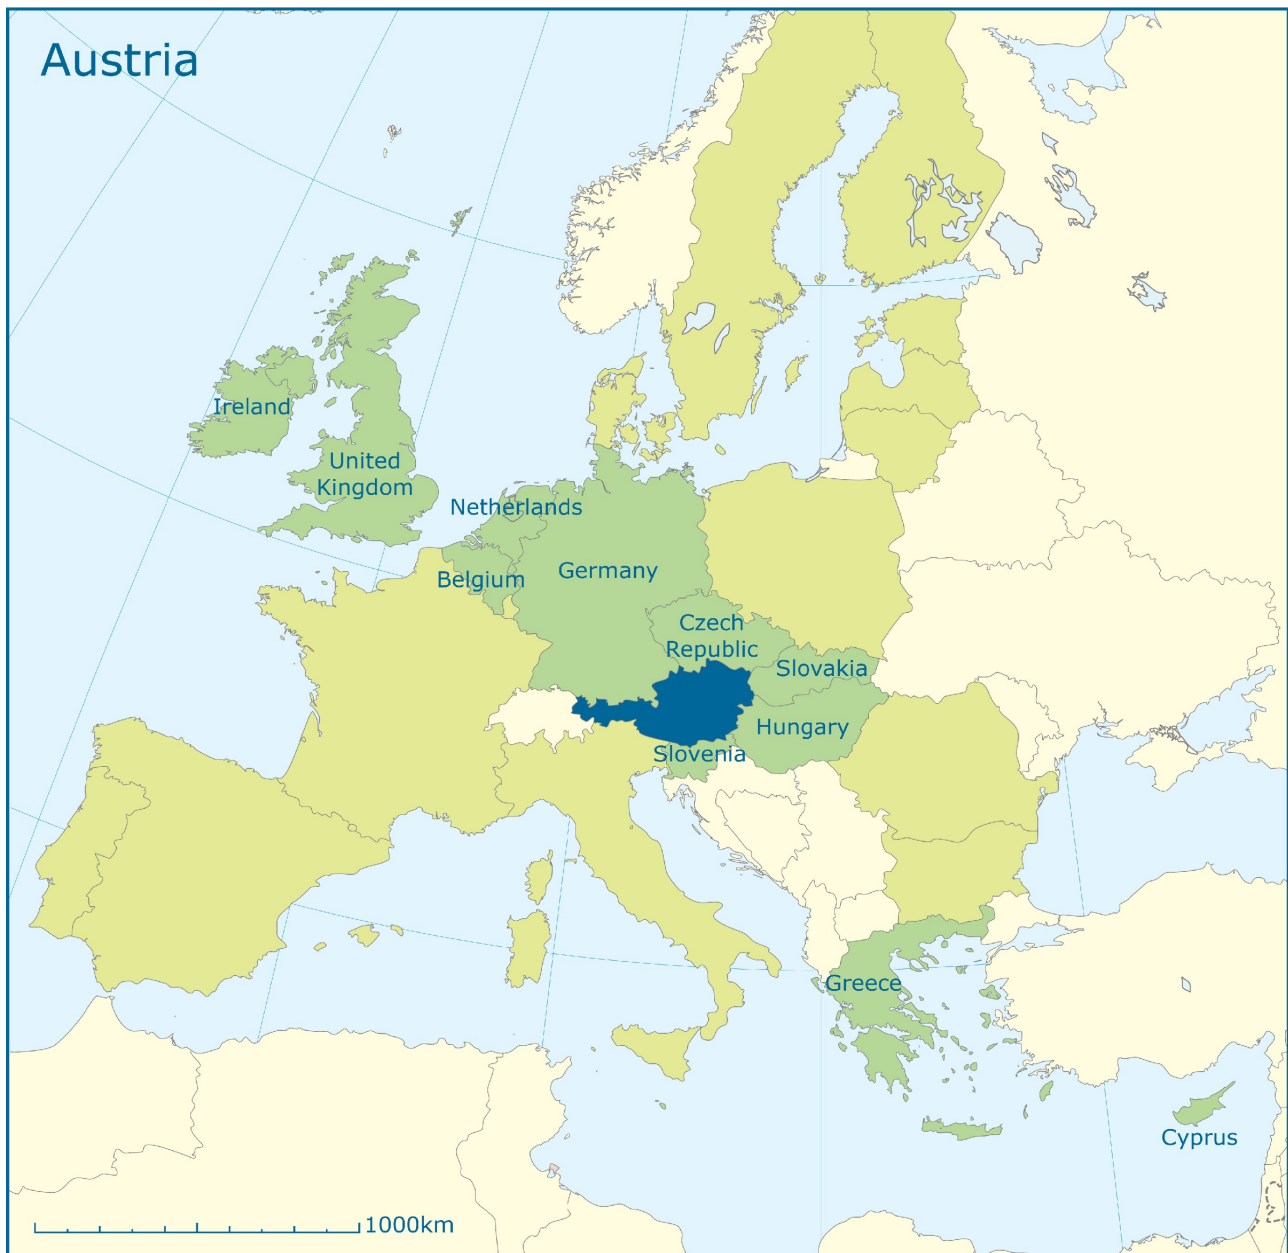 Austria
Ireland
United
Kingdom
Netherlands
Belgium
Germany
Czech
Republic
Slovakia
Hungary
Slovenia
Greece
Cyprus
1000km